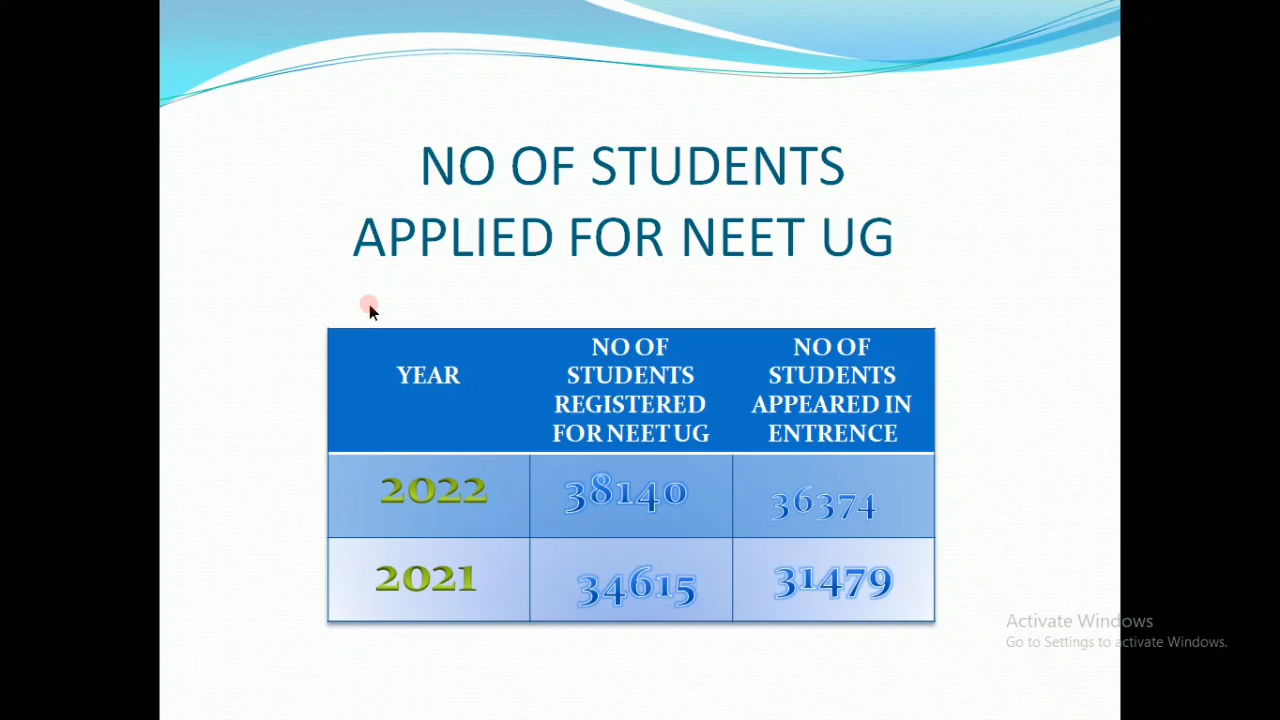 NO OF STUDENTS
APPLIED FOR NEET UG
YEAR
NO OF
STUDENTS
REGISTERED
FOR NEET UG
NO OF
STUDENTS
APPEARED IN
ENTRENCE
2022
38140
36374
2021
34615
31479
Activate Windows
Go to Settings to activate Windows.